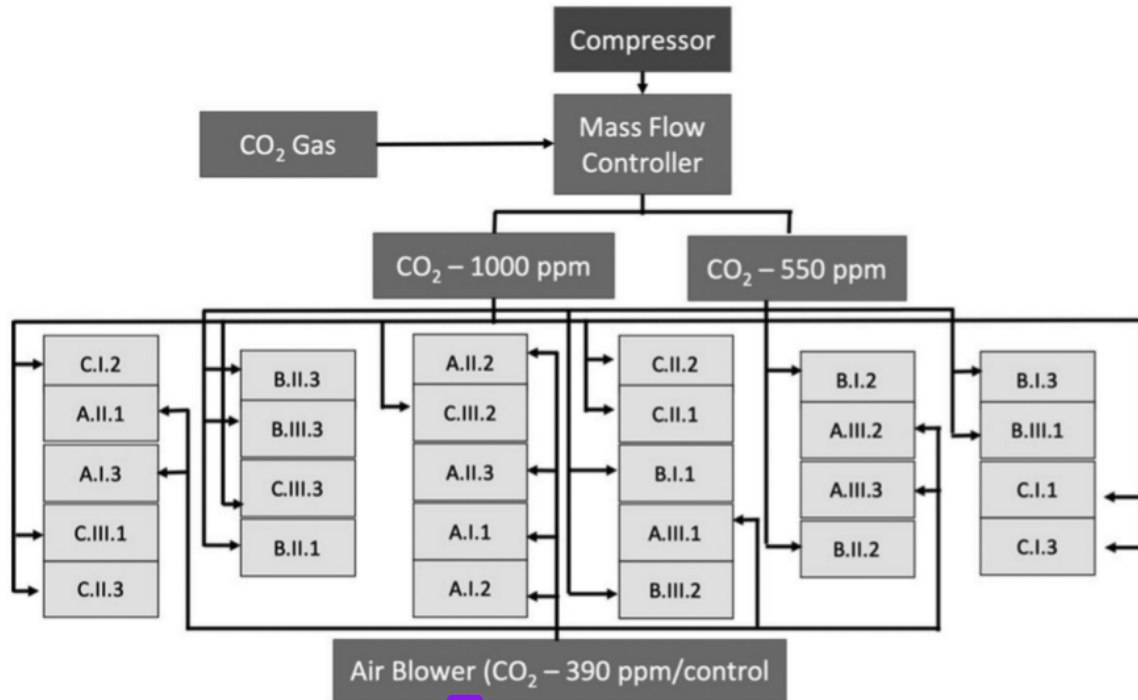 Compressor
CO₂ Gas
Mass Flow
Controller
CO₂ – 1000 ppm
CO₂ – 550 ppm
C.I.2
A.II.1
A.I.3
C.III.1
C.II.3
B.II.3
B.III.3
C.III.3
B.II.1
A.II.2
C.III.2
A.II.3
A.I.1
A.I.2
C.II.2
C.II.1
B.I.1
A.III.1
B.III.2
B.I.2
A.III.2
A.III.3
B.II.2
B.I.3
B.III.1
C.I.1
C.I.3
Air Blower (CO₂ – 390 ppm/control